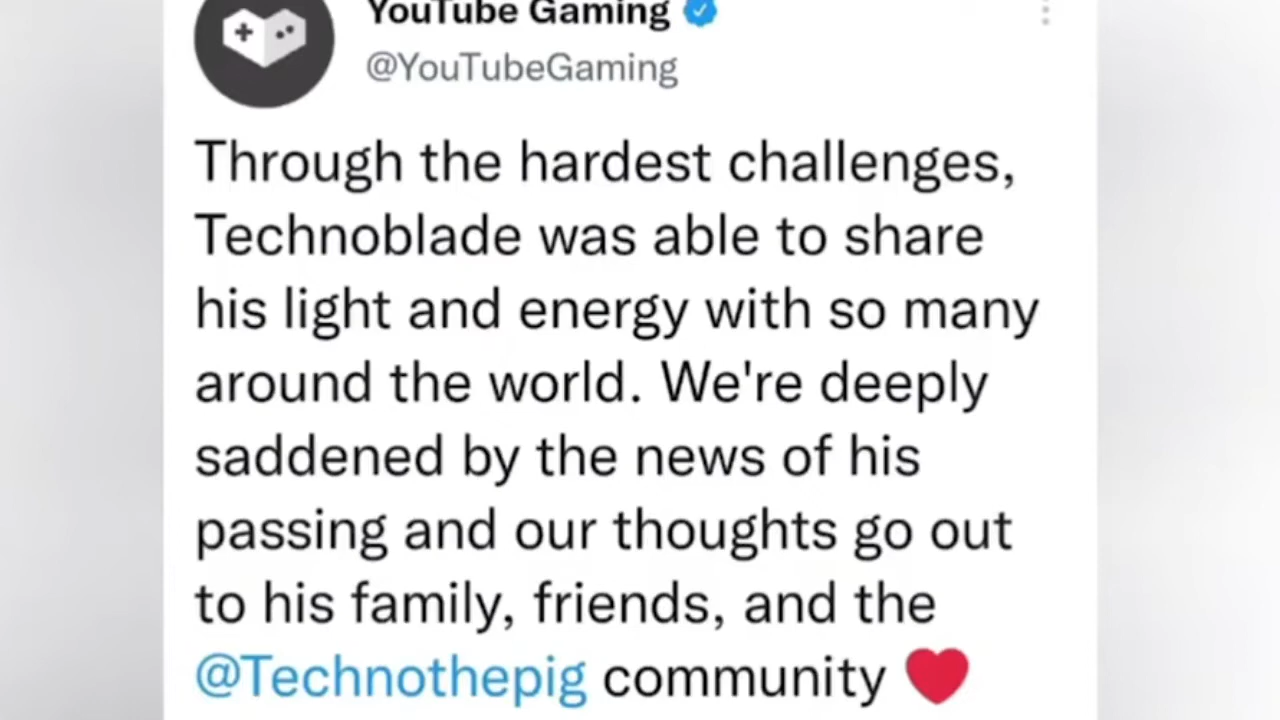 YouTube Gaming
@YouTubeGaming
Through the hardest challenges,
Technoblade was able to share
his light and energy with so many
around the world. We're deeply
saddened by the news of his
passing and our thoughts go out
to his family, friends, and the
@Technothepig community ❤️